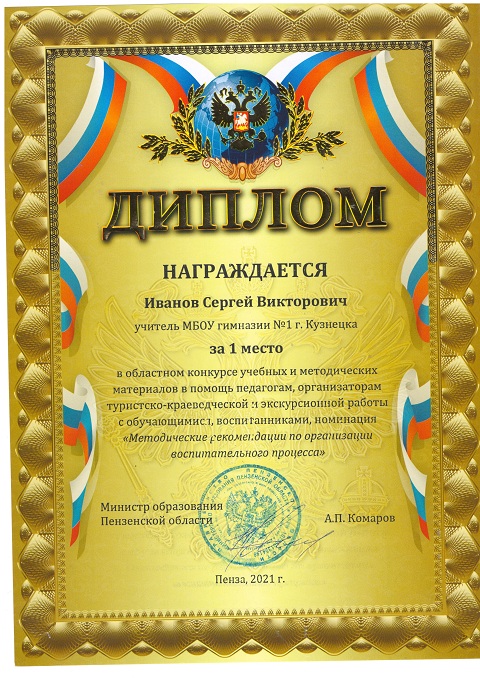 ДИПЛОМ
НАГРАЖДАЕТСЯ
Иванов Сергей Викторович
учитель МБОУ гимназии №1 г. Кузнецка
за 1 место
в областном конкурсе учебных и методических
материалов в помощь педагогам, организаторам
туристско-краеведческой и экскурсионной работы
с обучающимися, воспитанниками, номинация
«Методические рекомендации по организации
воспитательного процесса»
Министр образования
Пензенской области
А.П. Комаров
Пенза, 2021 г.